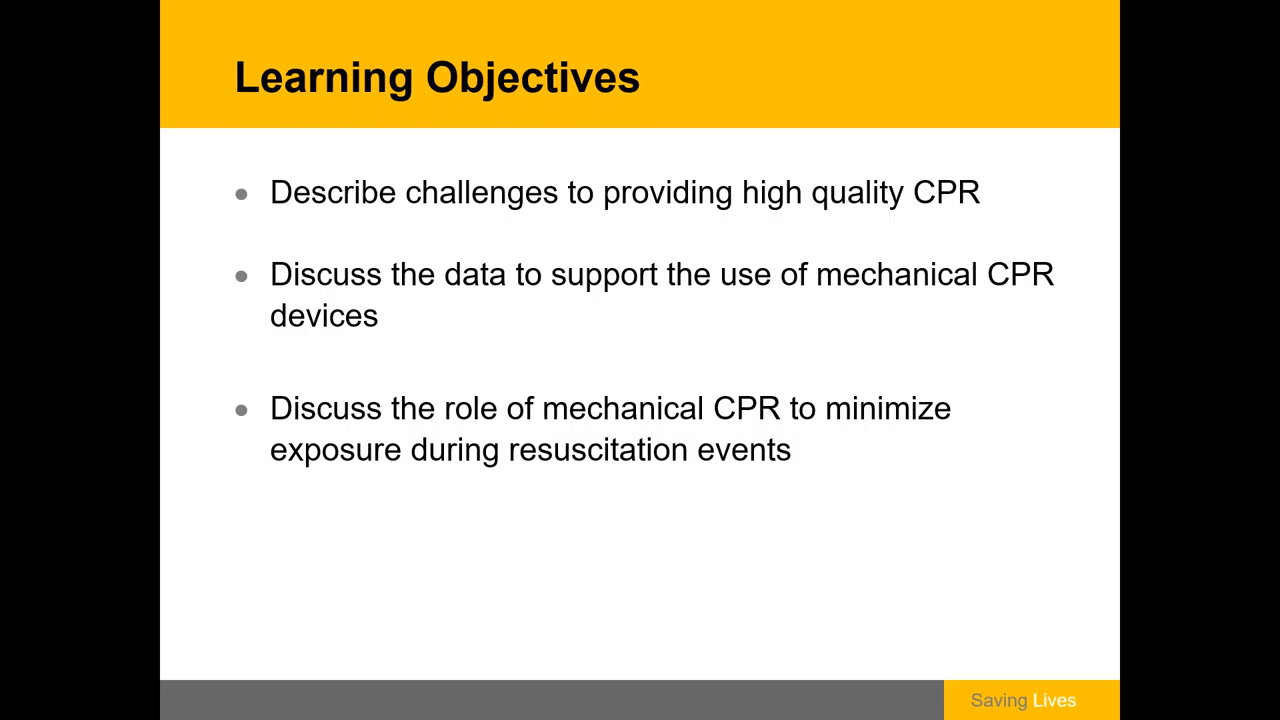 Learning Objectives
Describe challenges to providing high quality CPR
Discuss the data to support the use of mechanical CPR
devices
Discuss the role of mechanical CPR to minimize
exposure during resuscitation events
Saving Lives